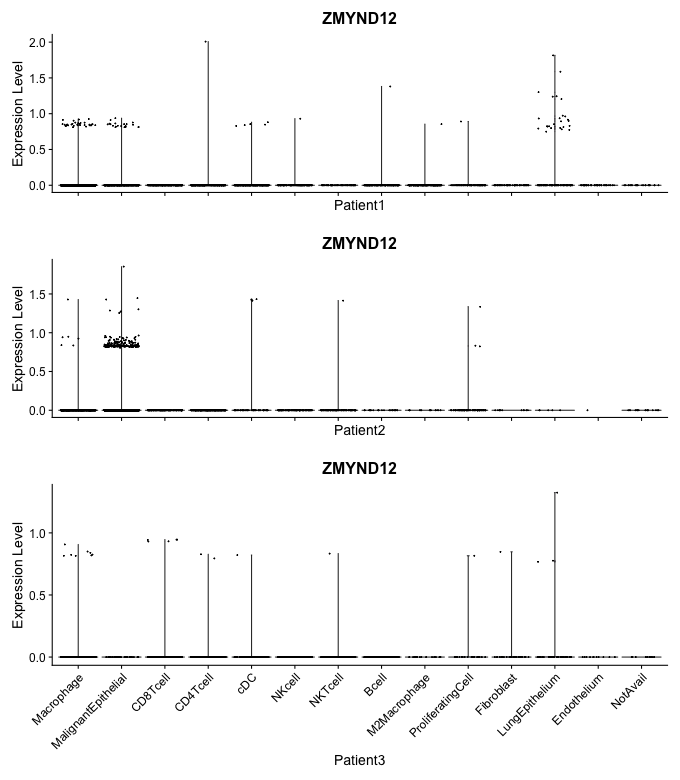 ZMYND12
Expression Level
2.0
1.5
1.0
0.5
0.0
Patient1
ZMYND12
Expression Level
1.5
1.0
0.5
0.0
Patient2
ZMYND12
Expression Level
1.0
0.5
0.0
Macrophage
MalignantEpithelial
CD8Tcell
CD4Tcell
cDC
NKcell
NKTcell
Bcell
M2Macrophage
ProliferatingCell
Fibroblast
LungEpithelium
Endothelium
NotAvail
Patient3